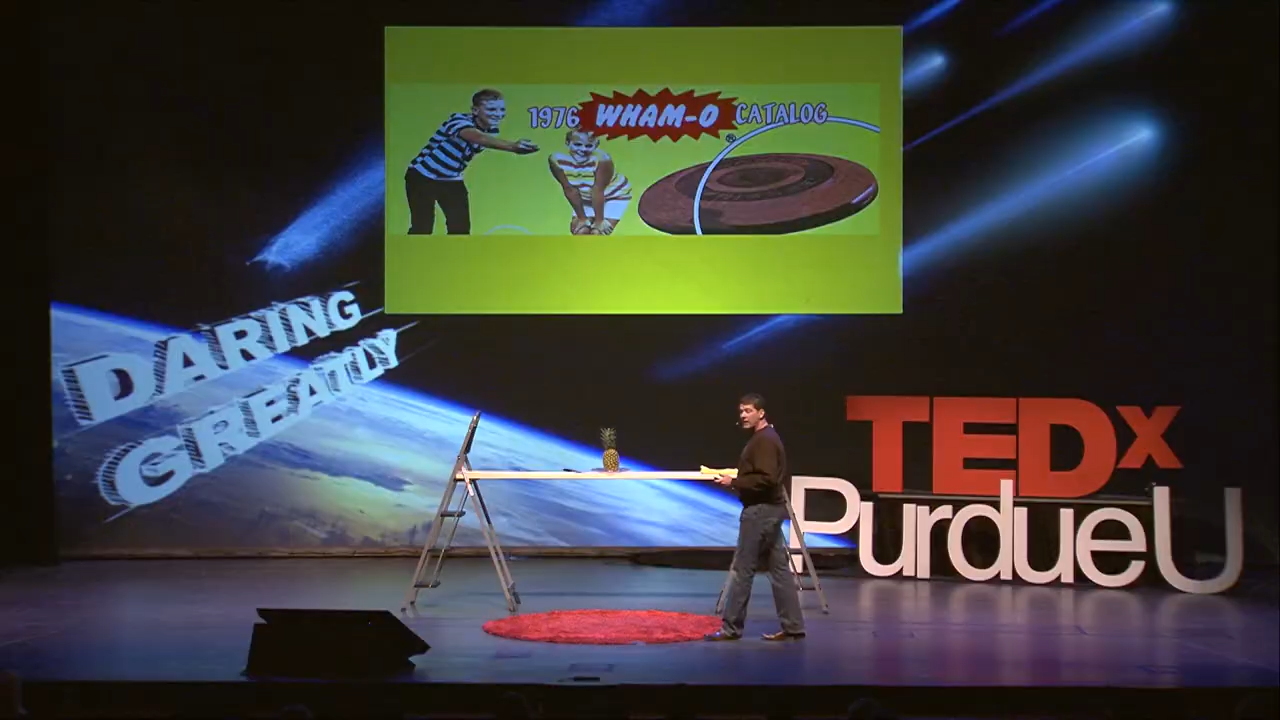 1976 WHAM-O CATALOG
®
DARING
GREATLY
TEDx
PurdueU